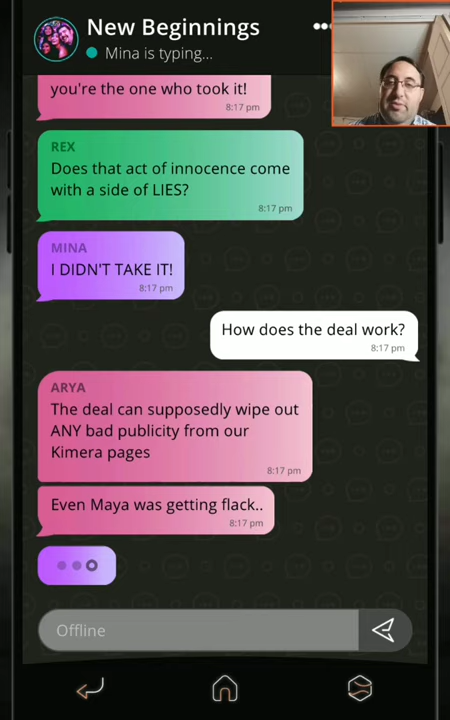 New Beginnings
Mina is typing...
you're the one who took it!
8:17 pm
REX
Does that act of innocence come
with a side of LIES?
8:17 pm
MINA
I DIDN'T TAKE IT!
8:17 pm
How does the deal work?
8:17 pm
ARYA
The deal can supposedly wipe out
ANY bad publicity from our
Kimera pages
8:17 pm
Even Maya was getting flack..
8:17 pm
Offline